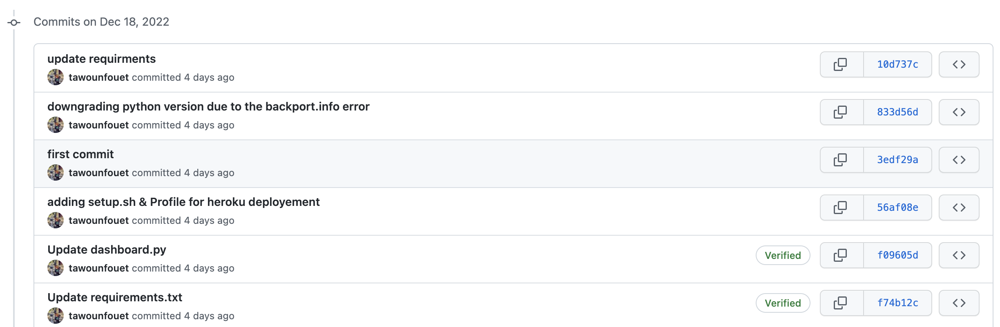 Commits on Dec 18, 2022
update requirments
tawounfouet committed 4 days ago
10d737c
downgrading python version due to the backport.info error
tawounfouet committed 4 days ago
833d56d
first commit
tawounfouet committed 4 days ago
3edf29a
adding setup.sh & Profile for heroku deployement
tawounfouet committed 4 days ago
56af08e
Update dashboard.py
tawounfouet committed 4 days ago
Verified
f09605d
Update requirements.txt
tawounfouet committed 4 days ago
Verified
f74b12c